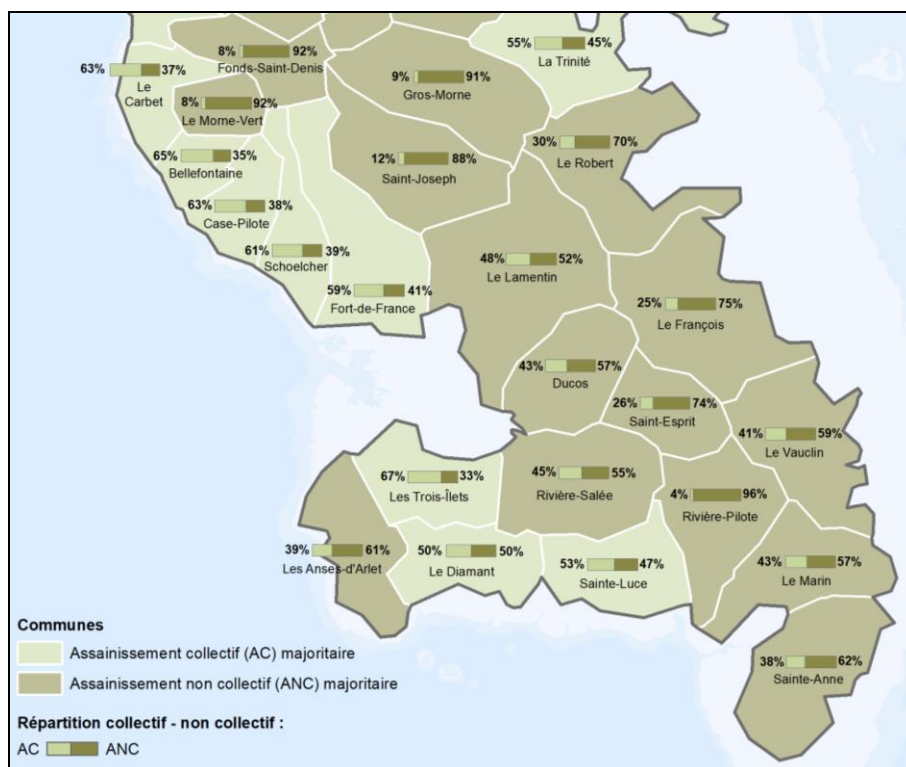 55% 45%
La Trinité
8% 92%
Fonds-Saint-Denis
63% 37%
Le
Carbet
9% 91%
Gros-Morne
8% 92%
Le Morne-Vert
30% 70%
Le Robert
65% 35%
Bellefontaine
12% 88%
Saint-Joseph
63% 38%
Case-Pilote
61% 39%
Schoelcher
48% 52%
Le Lamentin
59% 41%
Fort-de-France
25% 75%
Le François
43% 57%
Ducos
26% 74%
Saint-Esprit
41% 59%
Le Vauclin
67% 33%
Les Trois-Îlets
45% 55%
Rivière-Salée
4% 96%
Rivière-Pilote
39% 61%
Les Anses-d'Arlet
50% 50%
Le Diamant
53% 47%
Sainte-Luce
43% 57%
Le Marin
38% 62%
Sainte-Anne
Communes
Assainissement collectif (AC) majoritaire
Assainissement non collectif (ANC) majoritaire
Répartition collectif - non collectif :
AC ANC